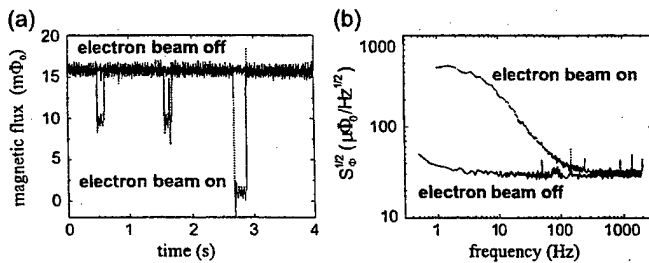 (a)
electron beam off
electron beam on
magnetic flux (mΦ₀)
20
15
10
5
0
0 1 2 3 4
time (s)
(b)
electron beam on
electron beam off
S_Φ^1/2 (μΦ₀/Hz^1/2)
1000
100
10
1 10 100 1000
frequency (Hz)